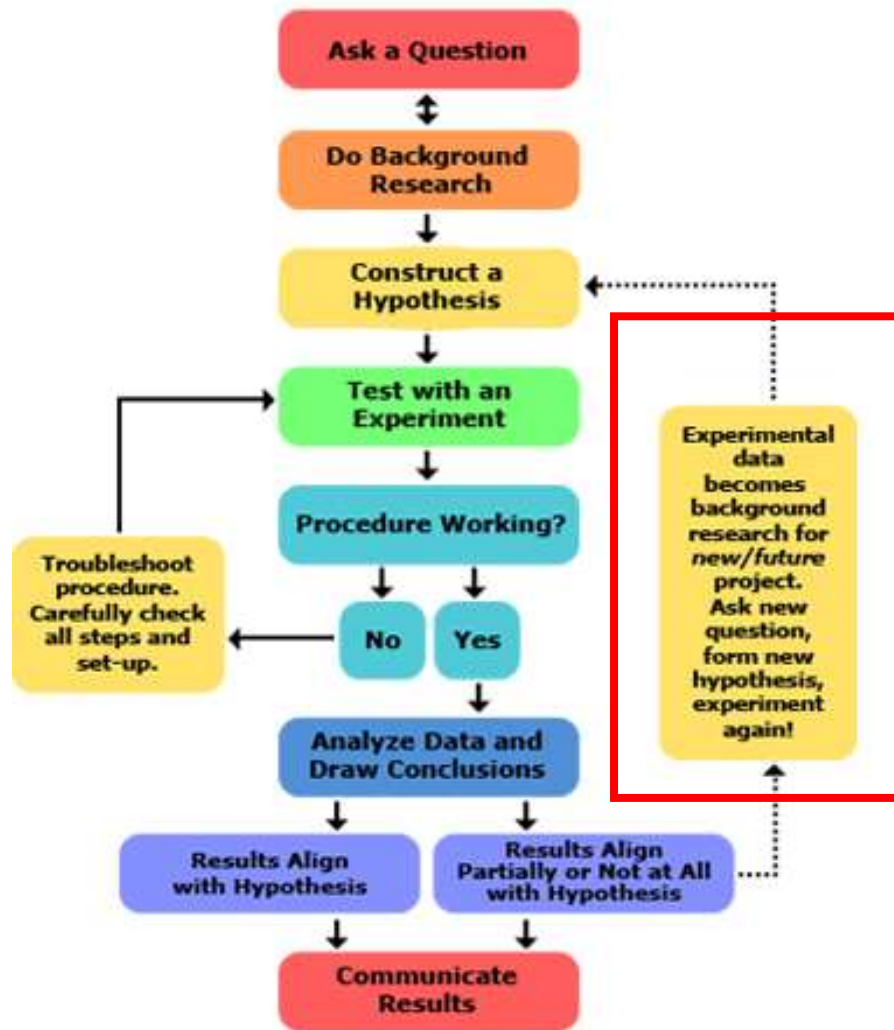 Ask a Question
Do Background
Research
Construct a
Hypothesis
Test with an
Experiment
Procedure Working?
Troubleshoot
procedure.
Carefully check
all steps and
set-up.
No
Yes
Experimental
data
becomes
background
research for
new/future
project.
Ask new
question,
form new
hypothesis,
experiment
again!
Analyze Data and
Draw Conclusions
Results Align
with Hypothesis
Results Align
Partially or Not at All
with Hypothesis
Communicate
Results